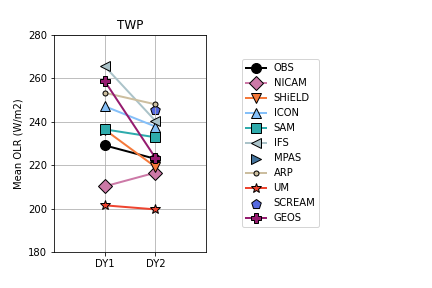 TWP
Mean OLR (W/m2)
280
260
240
220
200
180
DY1 DY2
OBS
NICAM
SHiELD
ICON
SAM
IFS
MPAS
ARP
UM
SCREAM
GEOS